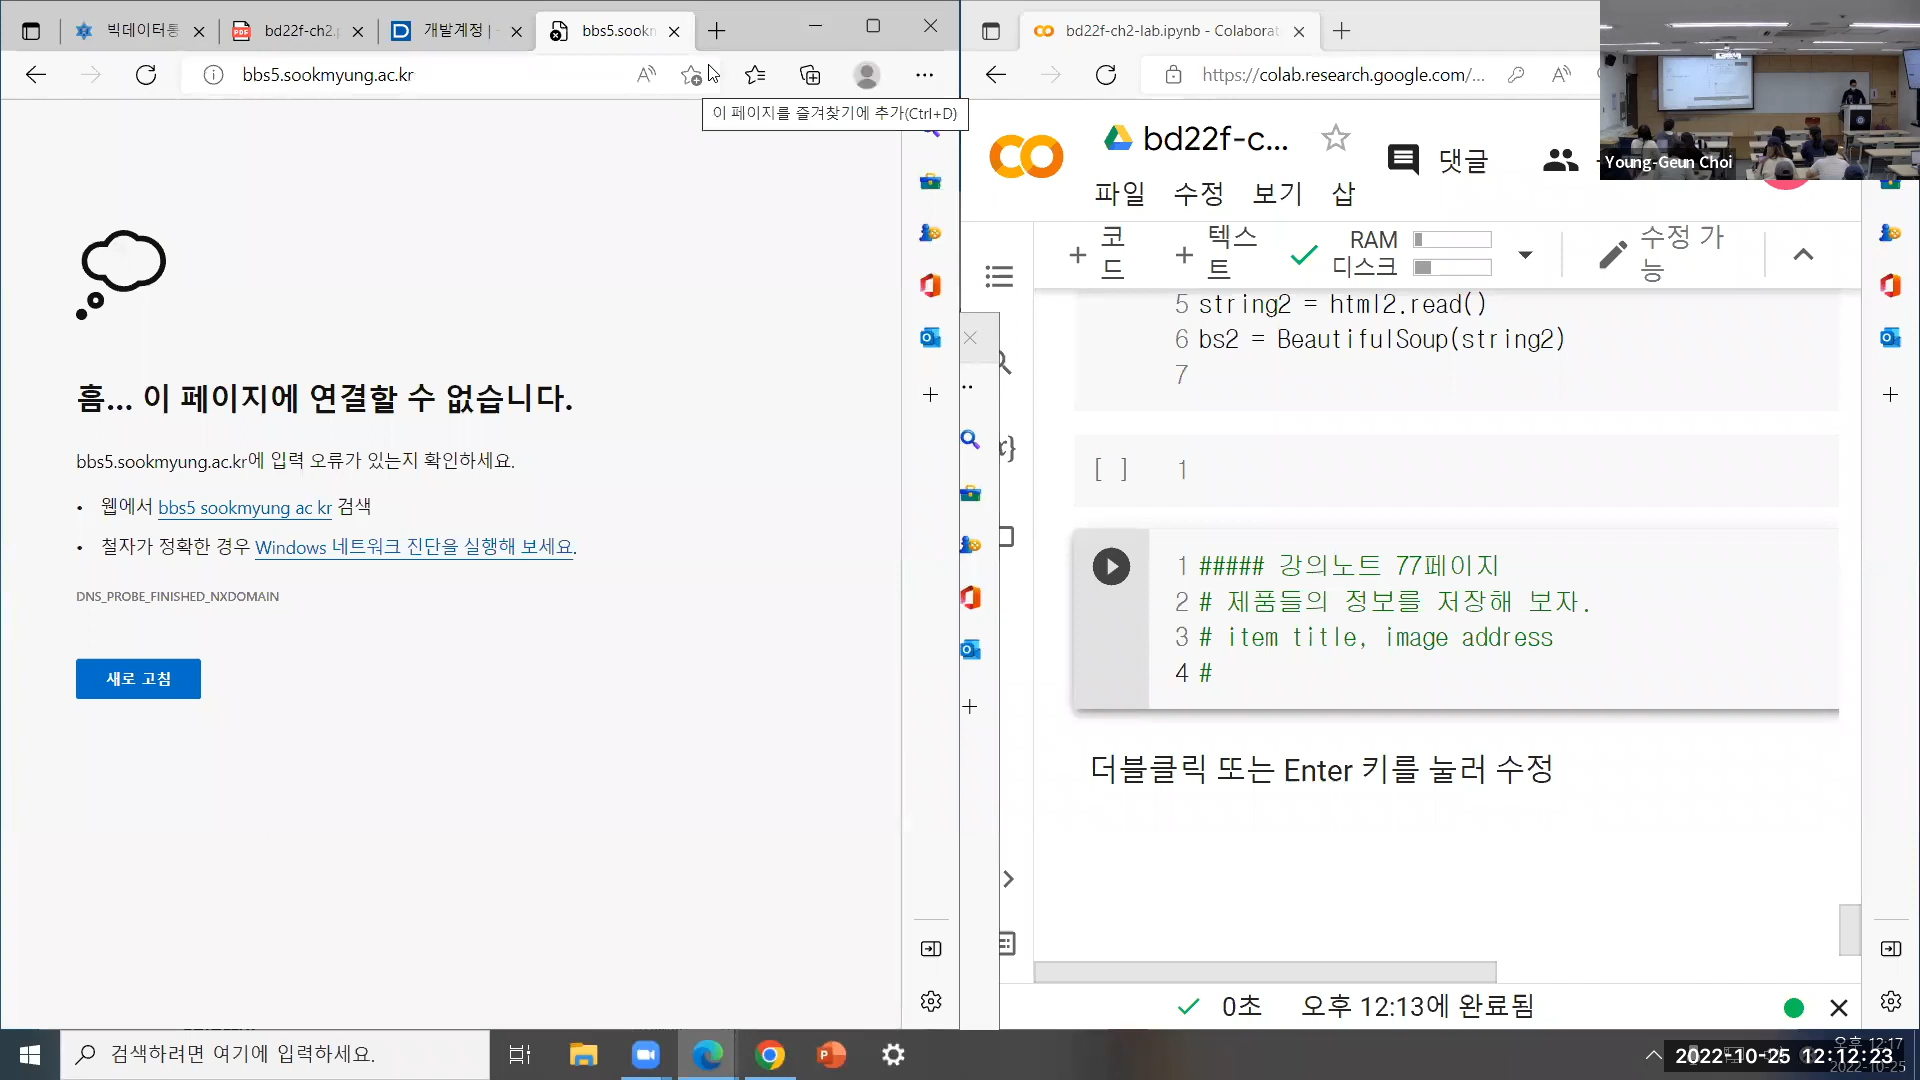 빅데이터통
bd22f-ch2.p
개발계정 |
bbs5.sookm
bbs5.sookmyung.ac.kr
이 페이지를 즐겨찾기에 추가(Ctrl+D)
흠... 이 페이지에 연결할 수 없습니다.
bbs5.sookmyung.ac.kr에 입력 오류가 있는지 확인하세요.
• 웹에서 bbs5 sookmyung ac kr 검색
• 철자가 정확한 경우 Windows 네트워크 진단을 실행해 보세요.
DNS_PROBE_FINISHED_NXDOMAIN
새로 고침
bd22f-ch2-lab.ipynb - Colaborat
https://colab.research.google.com/...
bd22f-c...
댓글
Young-Geun Choi
파일 수정 보기 삽
+ 코드
+ 텍스트
RAM
디스크
수정 가능
5 string2 = html2.read()
6 bs2 = BeautifulSoup(string2)
7
[ ] 1
1 ##### 강의노트 77페이지
2 # 제품들의 정보를 저장해 보자.
3 # item title, image address
4 #
더블클릭 또는 Enter 키를 눌러 수정
0초 오후 12:13에 완료됨
검색하려면 여기에 입력하세요.
오후 12:17
2022-10-25 12:12:23
2022-10-25